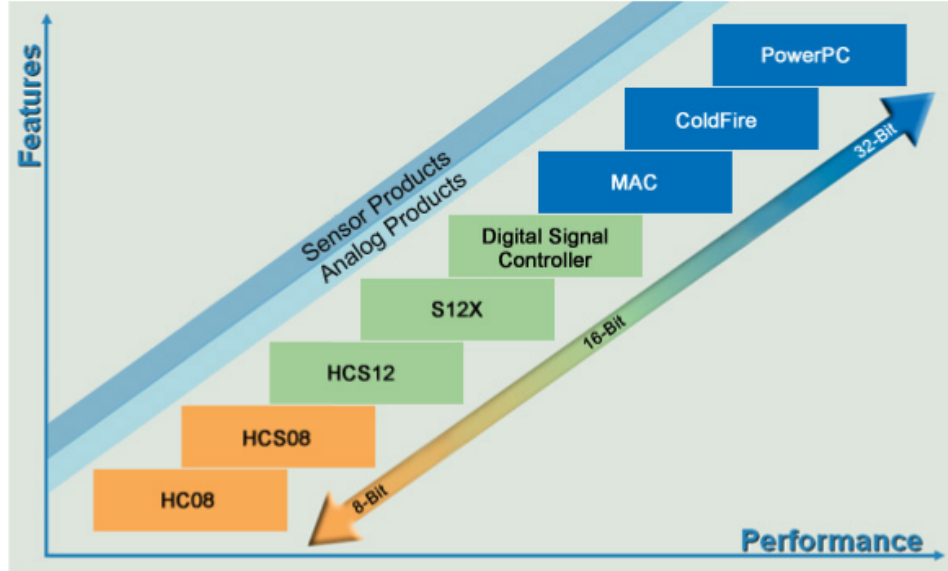 Features
PowerPC
ColdFire
32-Bit
MAC
Sensor Products
Analog Products
Digital Signal
Controller
S12X
16-Bit
HCS12
HCS08
HC08
8-Bit
Performance